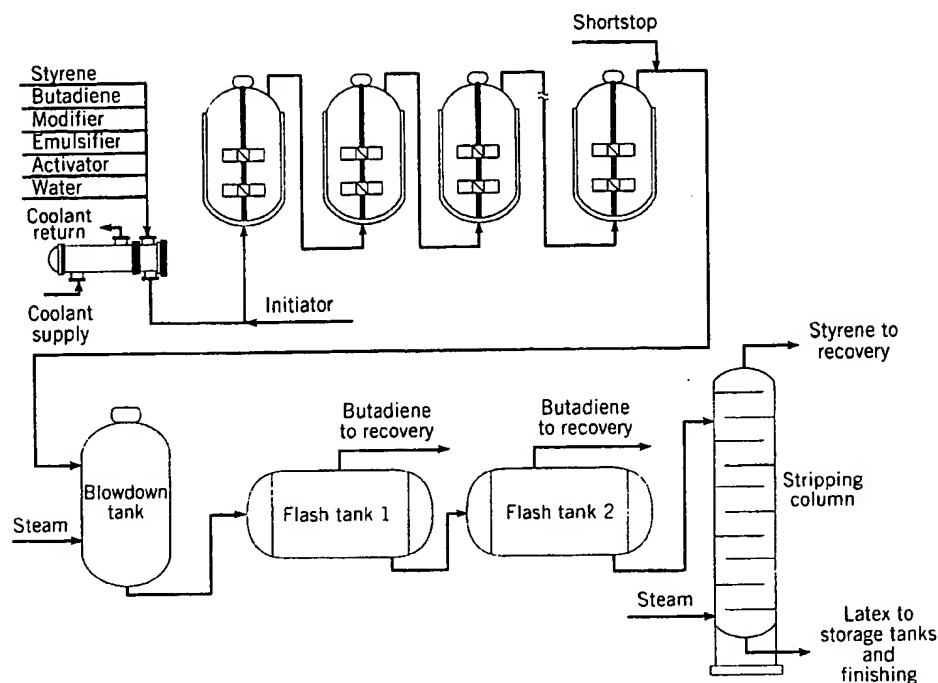 Shortstop
Styrene
Butadiene
Modifier
Emulsifier
Activator
Water
Coolant
return
Coolant
supply
Initiator
Styrene to
recovery
Butadiene
to recovery
Butadiene
to recovery
Blowdown
tank
Flash tank 1
Flash tank 2
Stripping
column
Steam
Steam
Latex to
storage tanks
and
finishing